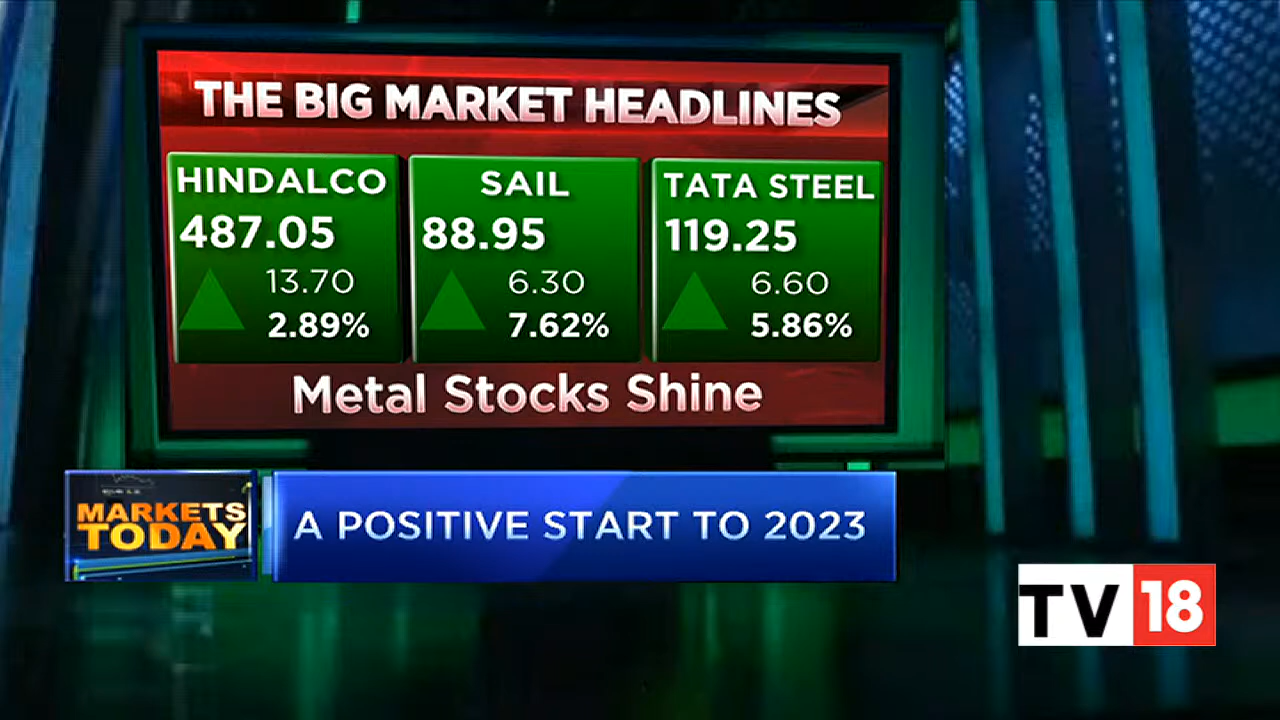 THE BIG MARKET HEADLINES
HINDALCO
487.05
13.70
2.89%
SAIL
88.95
6.30
7.62%
TATA STEEL
119.25
6.60
5.86%
Metal Stocks Shine
MARKETS
TODAY
A POSITIVE START TO 2023
TV18